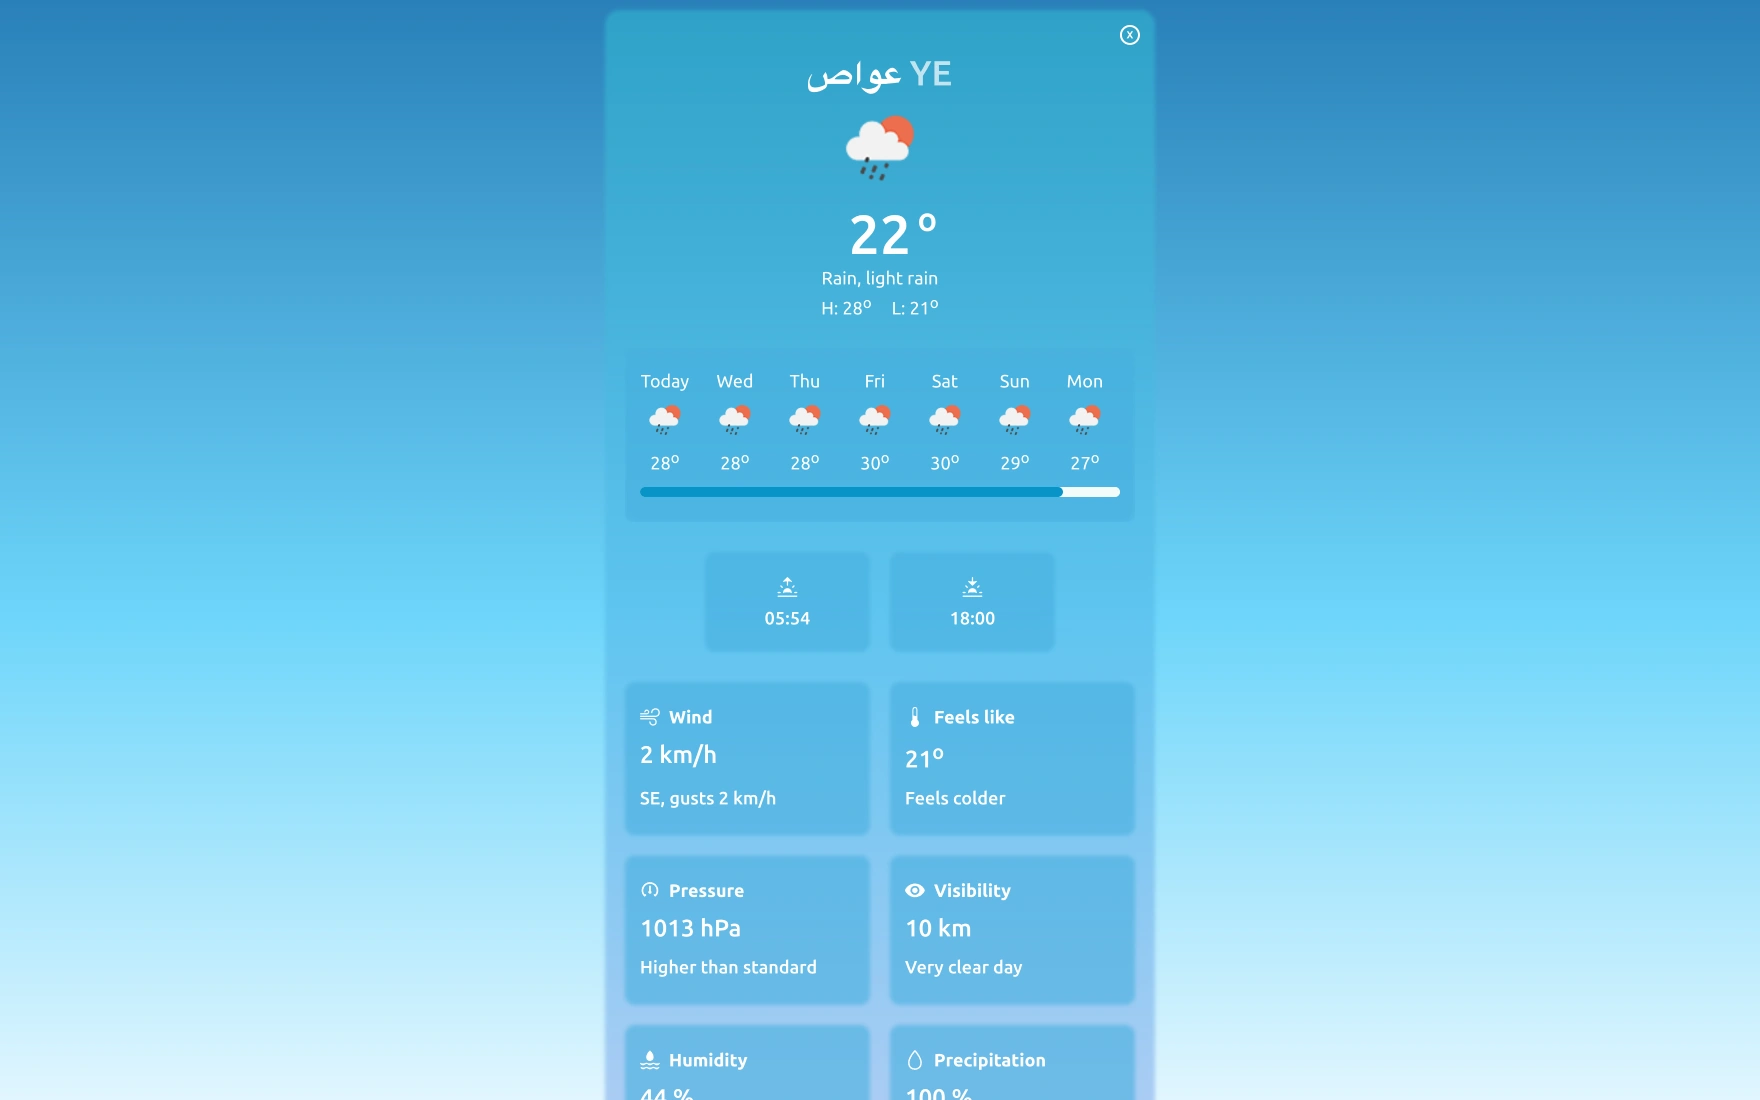 X
عواص YE
22°
Rain, light rain
H: 28° L: 21°
Today Wed Thu Fri Sat Sun Mon
28° 28° 28° 30° 30° 29° 27°
05:54 18:00
Wind
2 km/h
SE, gusts 2 km/h
Feels like
21°
Feels colder
Pressure
1013 hPa
Higher than standard
Visibility
10 km
Very clear day
Humidity
44 %
Precipitation
100 %